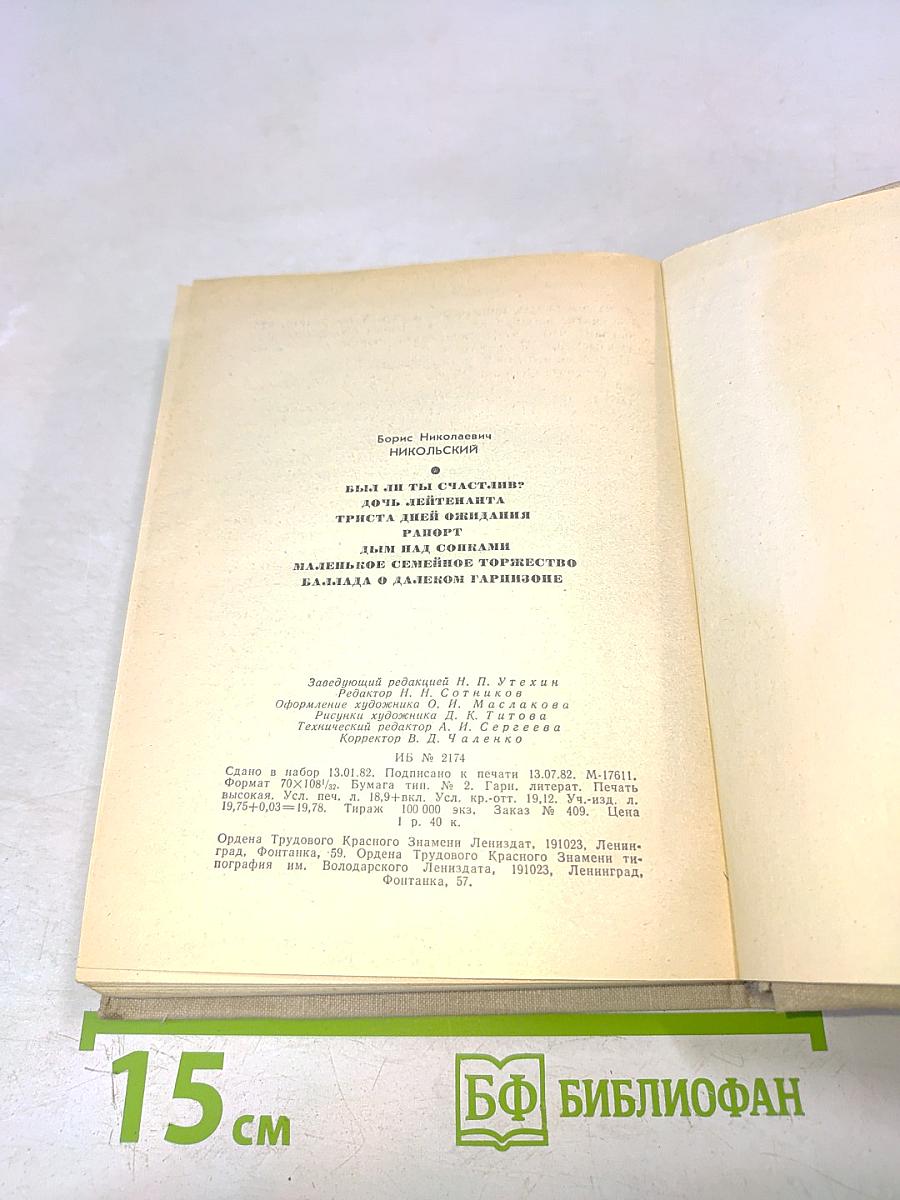 Борис Николаевич
НИКОЛЬСКИЙ
БЫЛ ЛИ ТЫ СЧАСТЛИВ?
ДОЧЬ ЛЕЙТЕНАНТА
ТРИСТА ДНЕЙ ОЖИДАНИЯ
РАПОРТ
ДЫМ НАД СОПКАМИ
МАЛЕНЬКОЕ СЕМЕЙНОЕ ТОРЖЕСТВО
БАЛЛАДА О ДАЛЕКОМ ГАРНИЗОНЕ
Заведующий редакцией Н. П. Утехин
Редактор Н. Н. Сотников
Оформление художника О. И. Маслакова
Рисунки художника Д. К. Титова
Технический редактор А. И. Сергеева
Корректор В. Д. Чаленко
ИБ № 2174
Сдано в набор 13.01.82. Подписано к печати 13.07.82. М-17611.
Формат 70×108¹/₃₂. Бумага тип. № 2. Гарн. литерат. Печать
высокая. Усл. печ. л. 18,9+вкл. Усл. кр.-отт. 19,12. Уч.-изд. л.
19,75+0,03=19,78. Тираж 100 000 экз. Заказ № 409. Цена
1 р. 40 к.
Ордена Трудового Красного Знамени Лениздат, 191023, Ленин-
град, Фонтанка, 59. Ордена Трудового Красного Знамени ти-
пография им. Володарского Лениздата, 191023, Ленинград,
Фонтанка, 57.
15 см
БФ БИБЛИОФАН